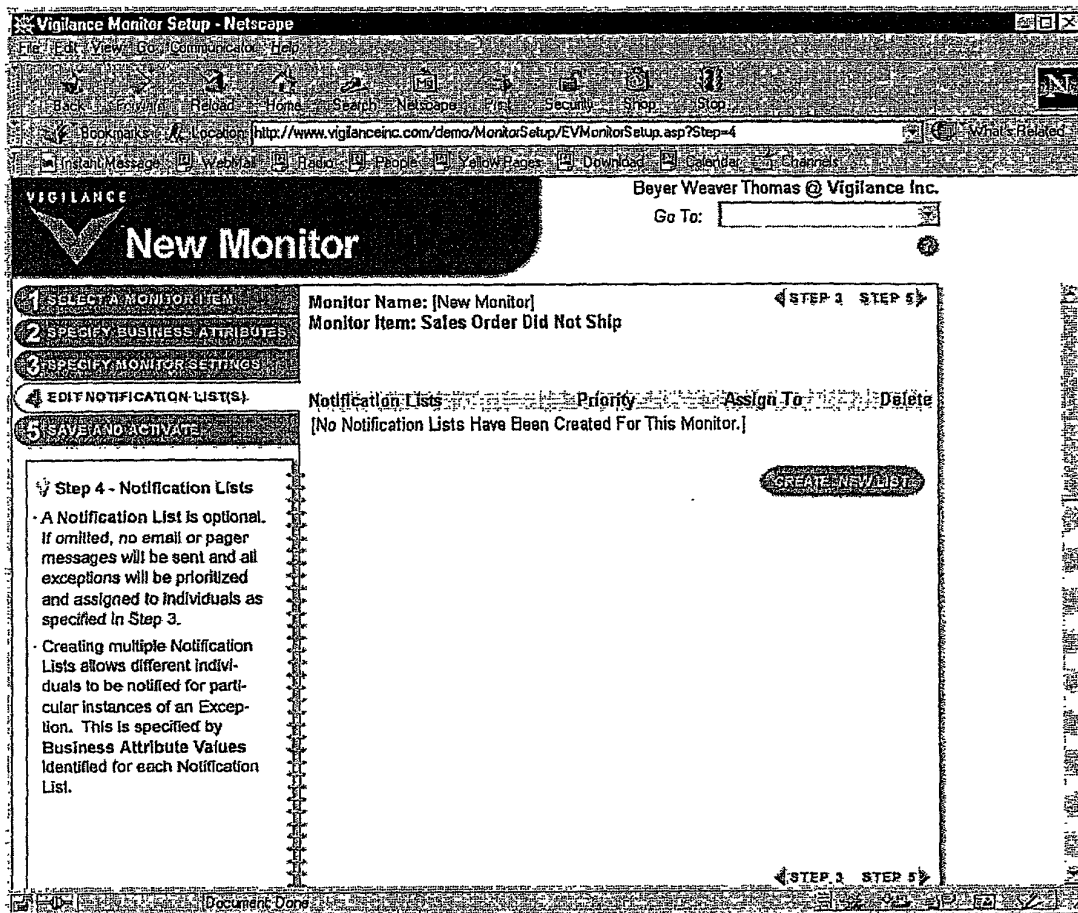 Vigilance Monitor Setup - Netscape
File Edit View Go Communicator Help
Back Forward Reload Home Search Netscape Print Security Shop Stop
N
Bookmarks Location: http://www.vigilanceinc.com/demo/MonitorSetup/EVMonitorSetup.asp?Step=4 What's Related
Instant Message WebMail Radio People Yellow Pages Download Calendar Channels
VIGILANCE
New Monitor
Beyer Weaver Thomas @ Vigilance Inc.
Go To:
?
1 SELECT A MONITOR ITEM
2 SPECIFY BUSINESS ATTRIBUTES
3 SPECIFY MONITOR SETTINGS
4 EDIT NOTIFICATION LIST(S)
5 SAVE AND ACTIVATE
Step 4 - Notification Lists
· A Notification List is optional.
If omitted, no email or pager
messages will be sent and all
exceptions will be prioritized
and assigned to individuals as
specified in Step 3.
· Creating multiple Notification
Lists allows different indivi-
duals to be notified for parti-
cular instances of an Excep-
tion. This is specified by
Business Attribute Values
identified for each Notification
List.
Monitor Name: [New Monitor]
STEP 3 STEP 5
Monitor Item: Sales Order Did Not Ship
Notification Lists Priority Assign To Delete
[No Notification Lists Have Been Created For This Monitor.]
CREATE NEW LIST
STEP 3 STEP 5
Document: Done